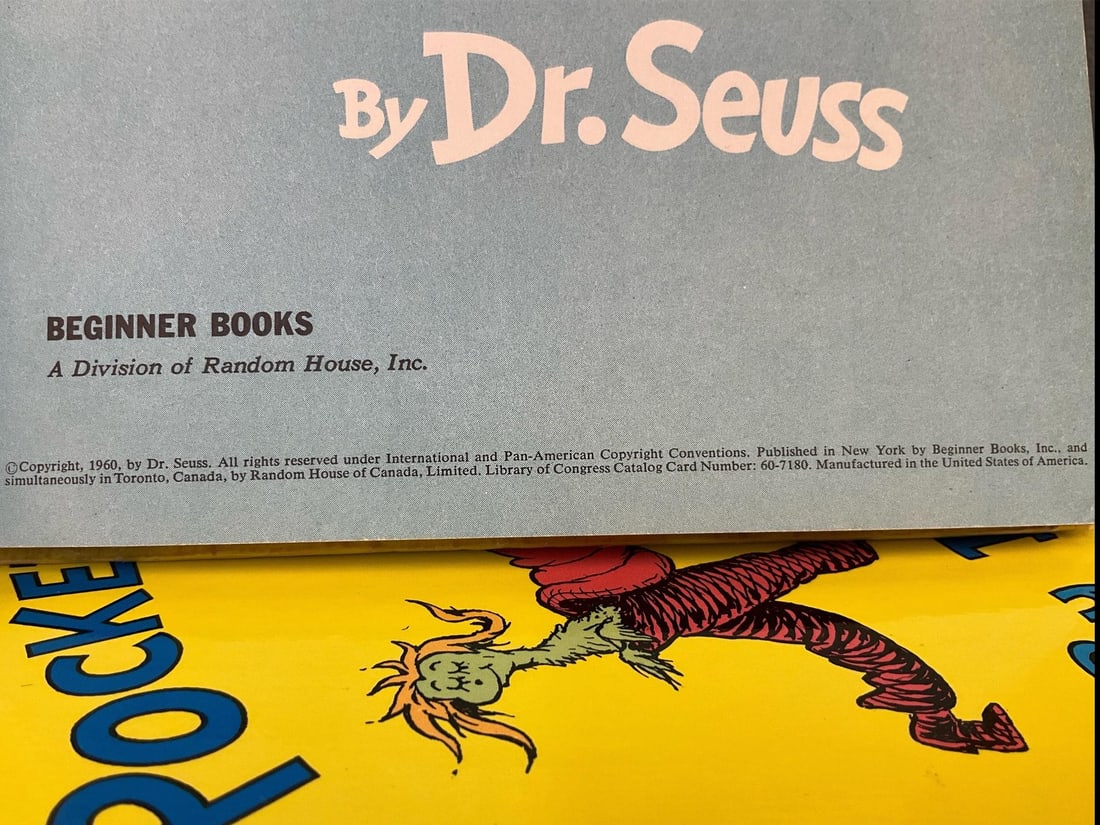 By Dr. Seuss
BEGINNER BOOKS
A Division of Random House, Inc.
©Copyright, 1960, by Dr. Seuss. All rights reserved under International and Pan-American Copyright Conventions. Published in New York by Beginner Books, Inc., and
simultaneously in Toronto, Canada, by Random House of Canada, Limited. Library of Congress Catalog Card Number: 60-7180. Manufactured in the United States of America.
ROCKET